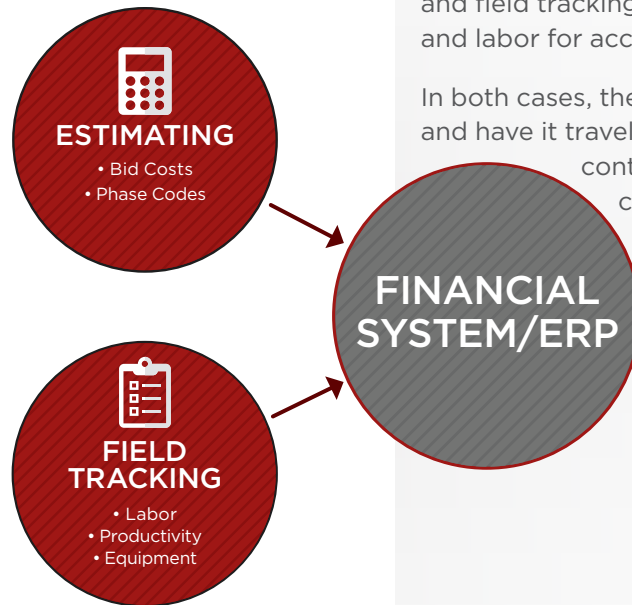 and field tracking
and labor for acc
In both cases, the
and have it travel
cont
c
ESTIMATING
• Bid Costs
• Phase Codes
FINANCIAL
SYSTEM/ERP
FIELD
TRACKING
• Labor
• Productivity
• Equipment